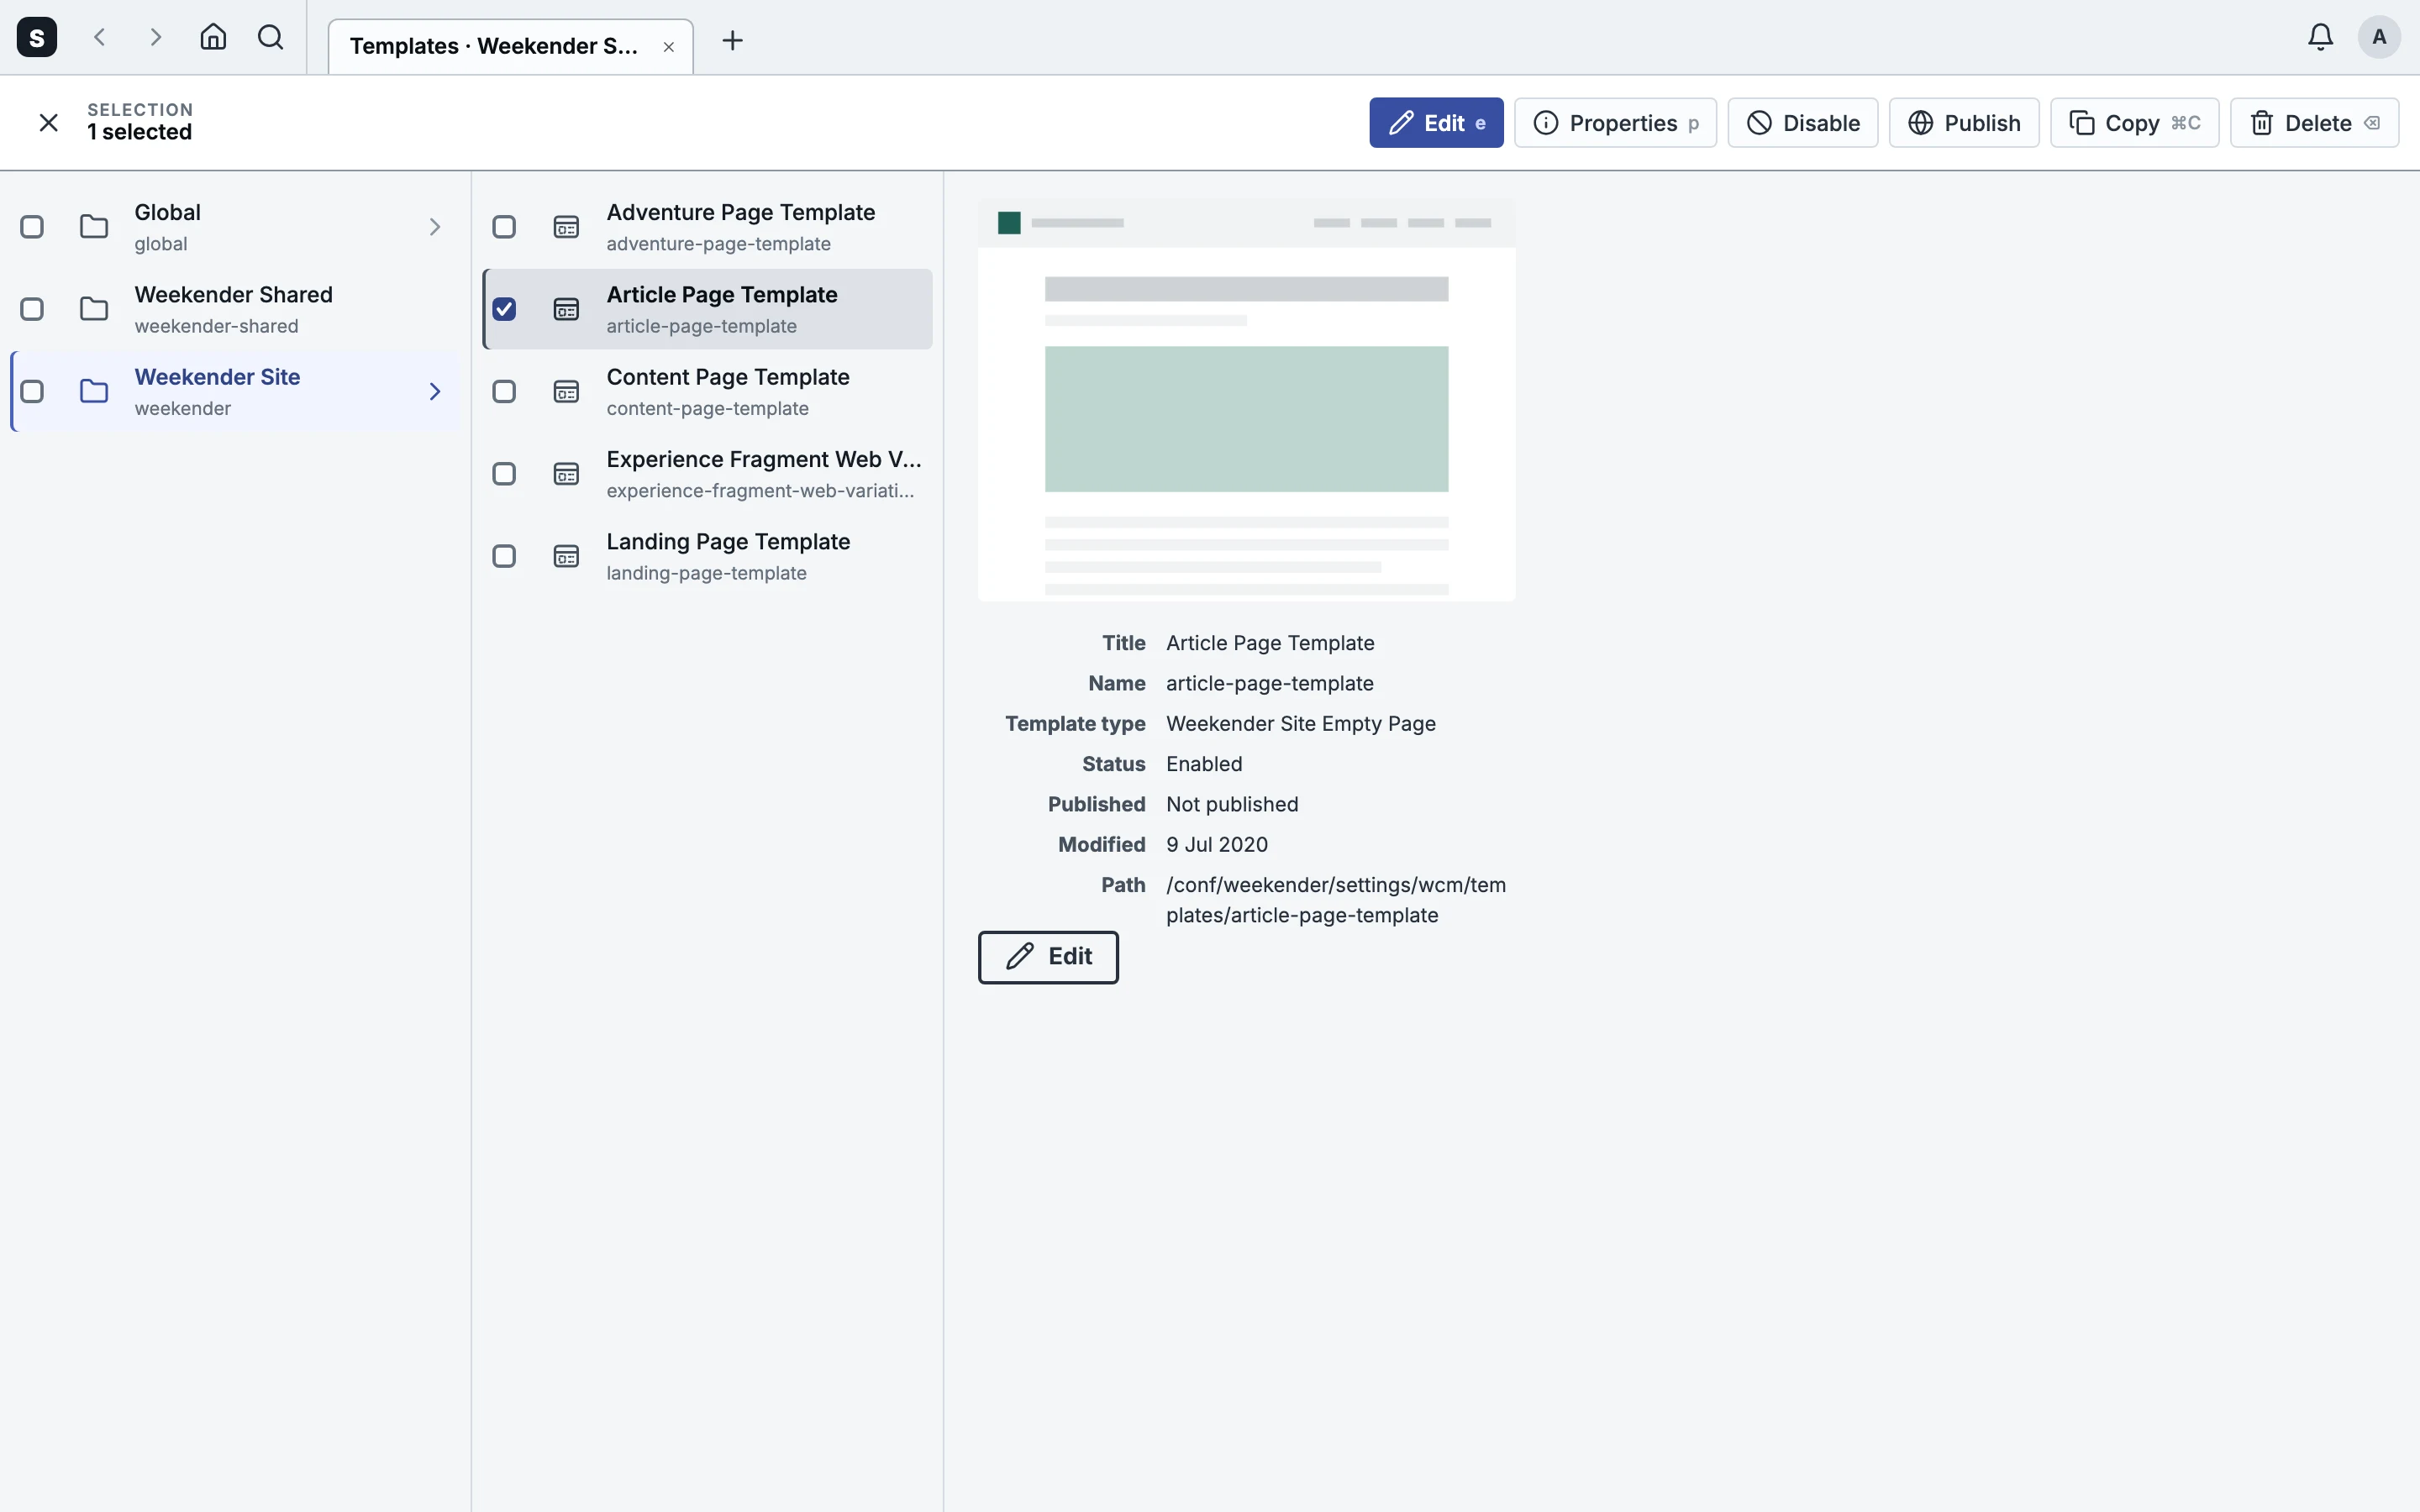 S
Templates · Weekender S...
A
SELECTION
1 selected
Edit e
Properties p
Disable
Publish
Copy ⌘C
Delete ⌫
Global
global
Weekender Shared
weekender-shared
Weekender Site
weekender
Adventure Page Template
adventure-page-template
Article Page Template
article-page-template
Content Page Template
content-page-template
Experience Fragment Web V...
experience-fragment-web-variati...
Landing Page Template
landing-page-template
Title Article Page Template
Name article-page-template
Template type Weekender Site Empty Page
Status Enabled
Published Not published
Modified 9 Jul 2020
Path /conf/weekender/settings/wcm/tem
plates/article-page-template
Edit